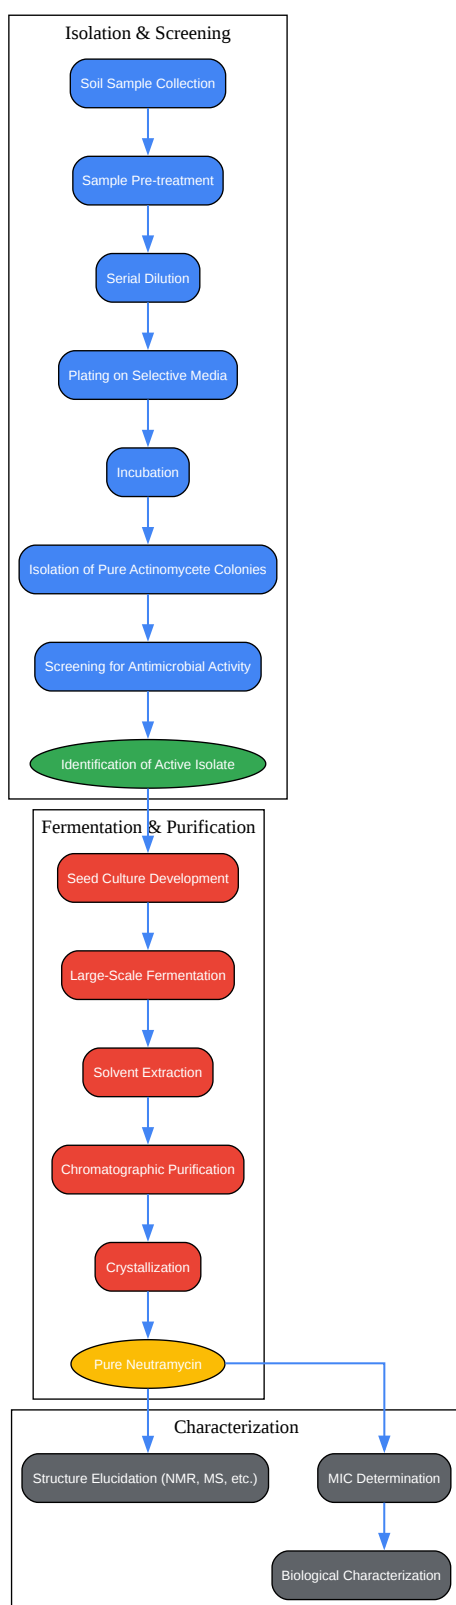 Isolation & Screening
Soil Sample Collection
Sample Pre-treatment
Serial Dilution
Plating on Selective Media
Incubation
Isolation of Pure Actinomycete Colonies
Screening for Antimicrobial Activity
Identification of Active Isolate
Fermentation & Purification
Seed Culture Development
Large-Scale Fermentation
Solvent Extraction
Chromatographic Purification
Crystallization
Pure Neutramycin
Characterization
Structure Elucidation (NMR, MS, etc.)
MIC Determination
Biological Characterization